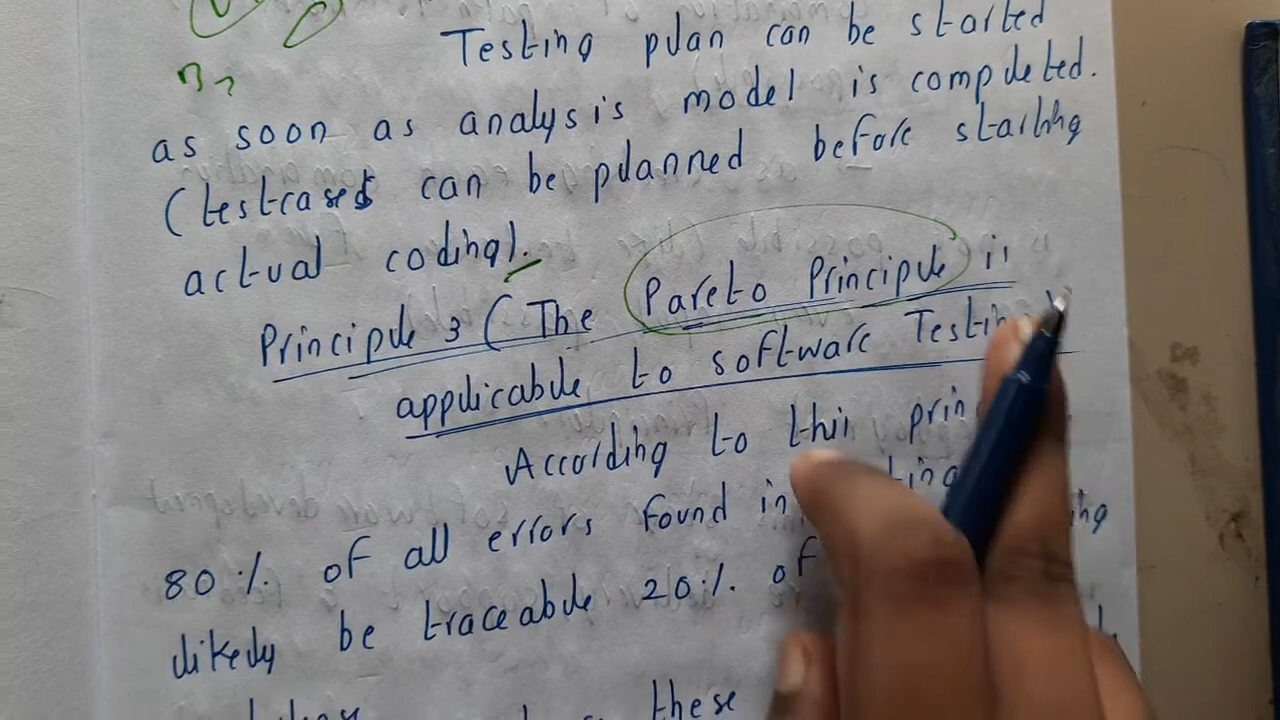 Testing plan can be started
as soon as analysis model is completed.
(testcases can be planned before starting
actual coding).
Principle 3 (The Pareto Principle is
applicable to software Testin
According to this prin
80% of all errors found in
likely be traceable 20% of
these